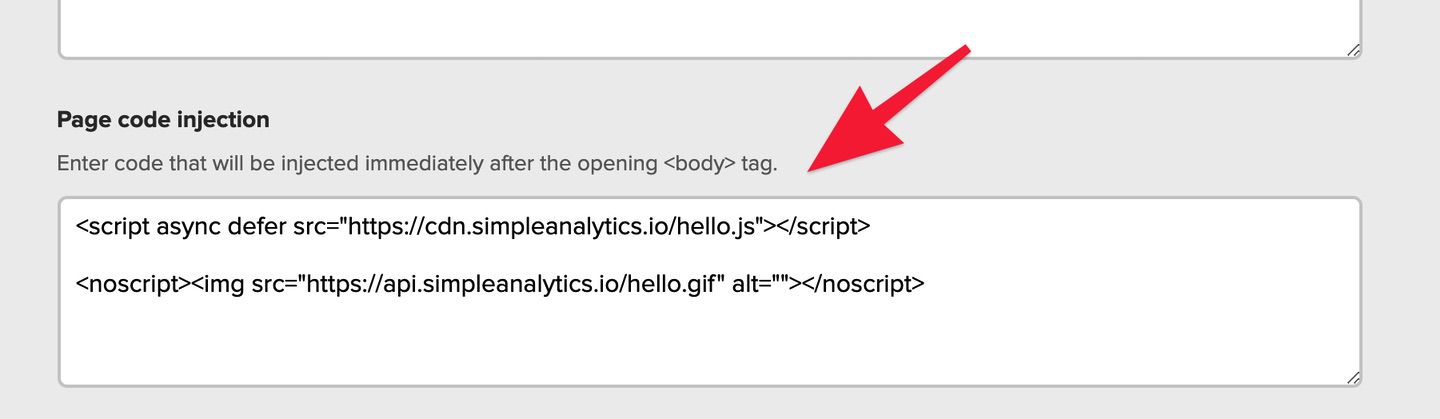 Page code injection
Enter code that will be injected immediately after the opening <body> tag.
<script async defer src="https://cdn.simpleanalytics.io/hello.js"></script>
<noscript><img src="https://api.simpleanalytics.io/hello.gif" alt=""></noscript>